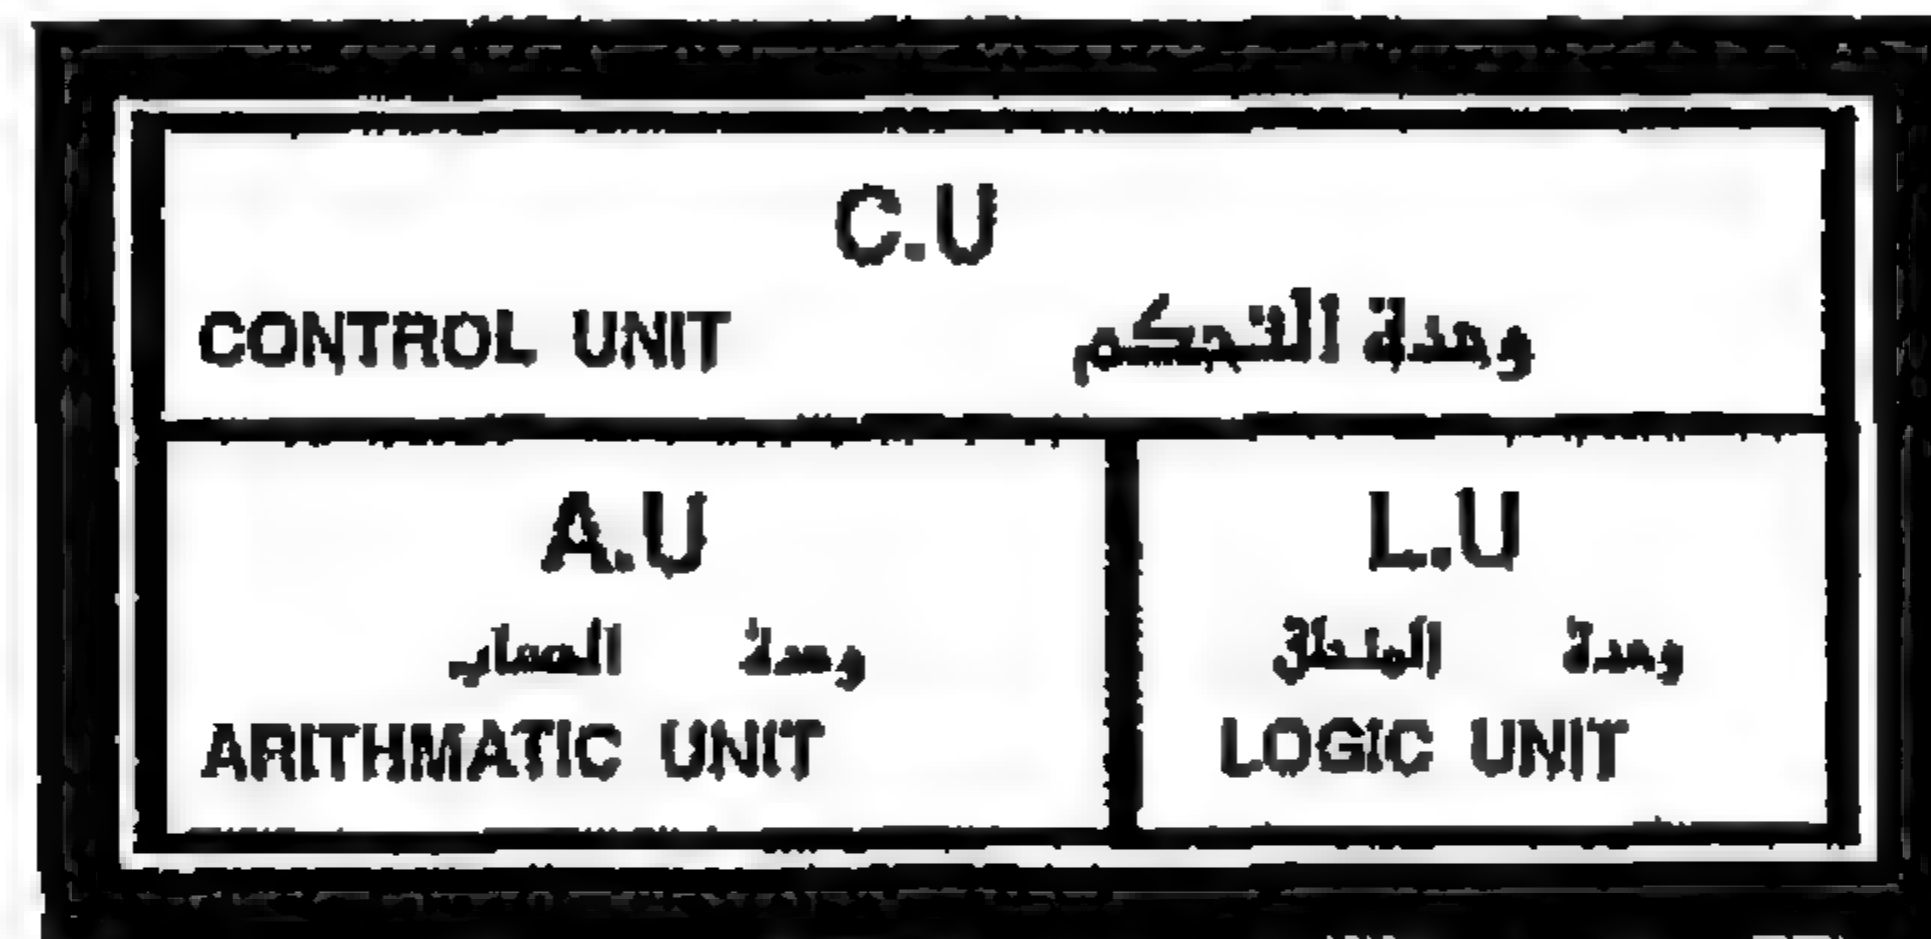 C.U
CONTROL UNIT وحدة التحكم
A.U
وحدة الحساب
ARITHMATIC UNIT
L.U
وحدة المنطق
LOGIC UNIT